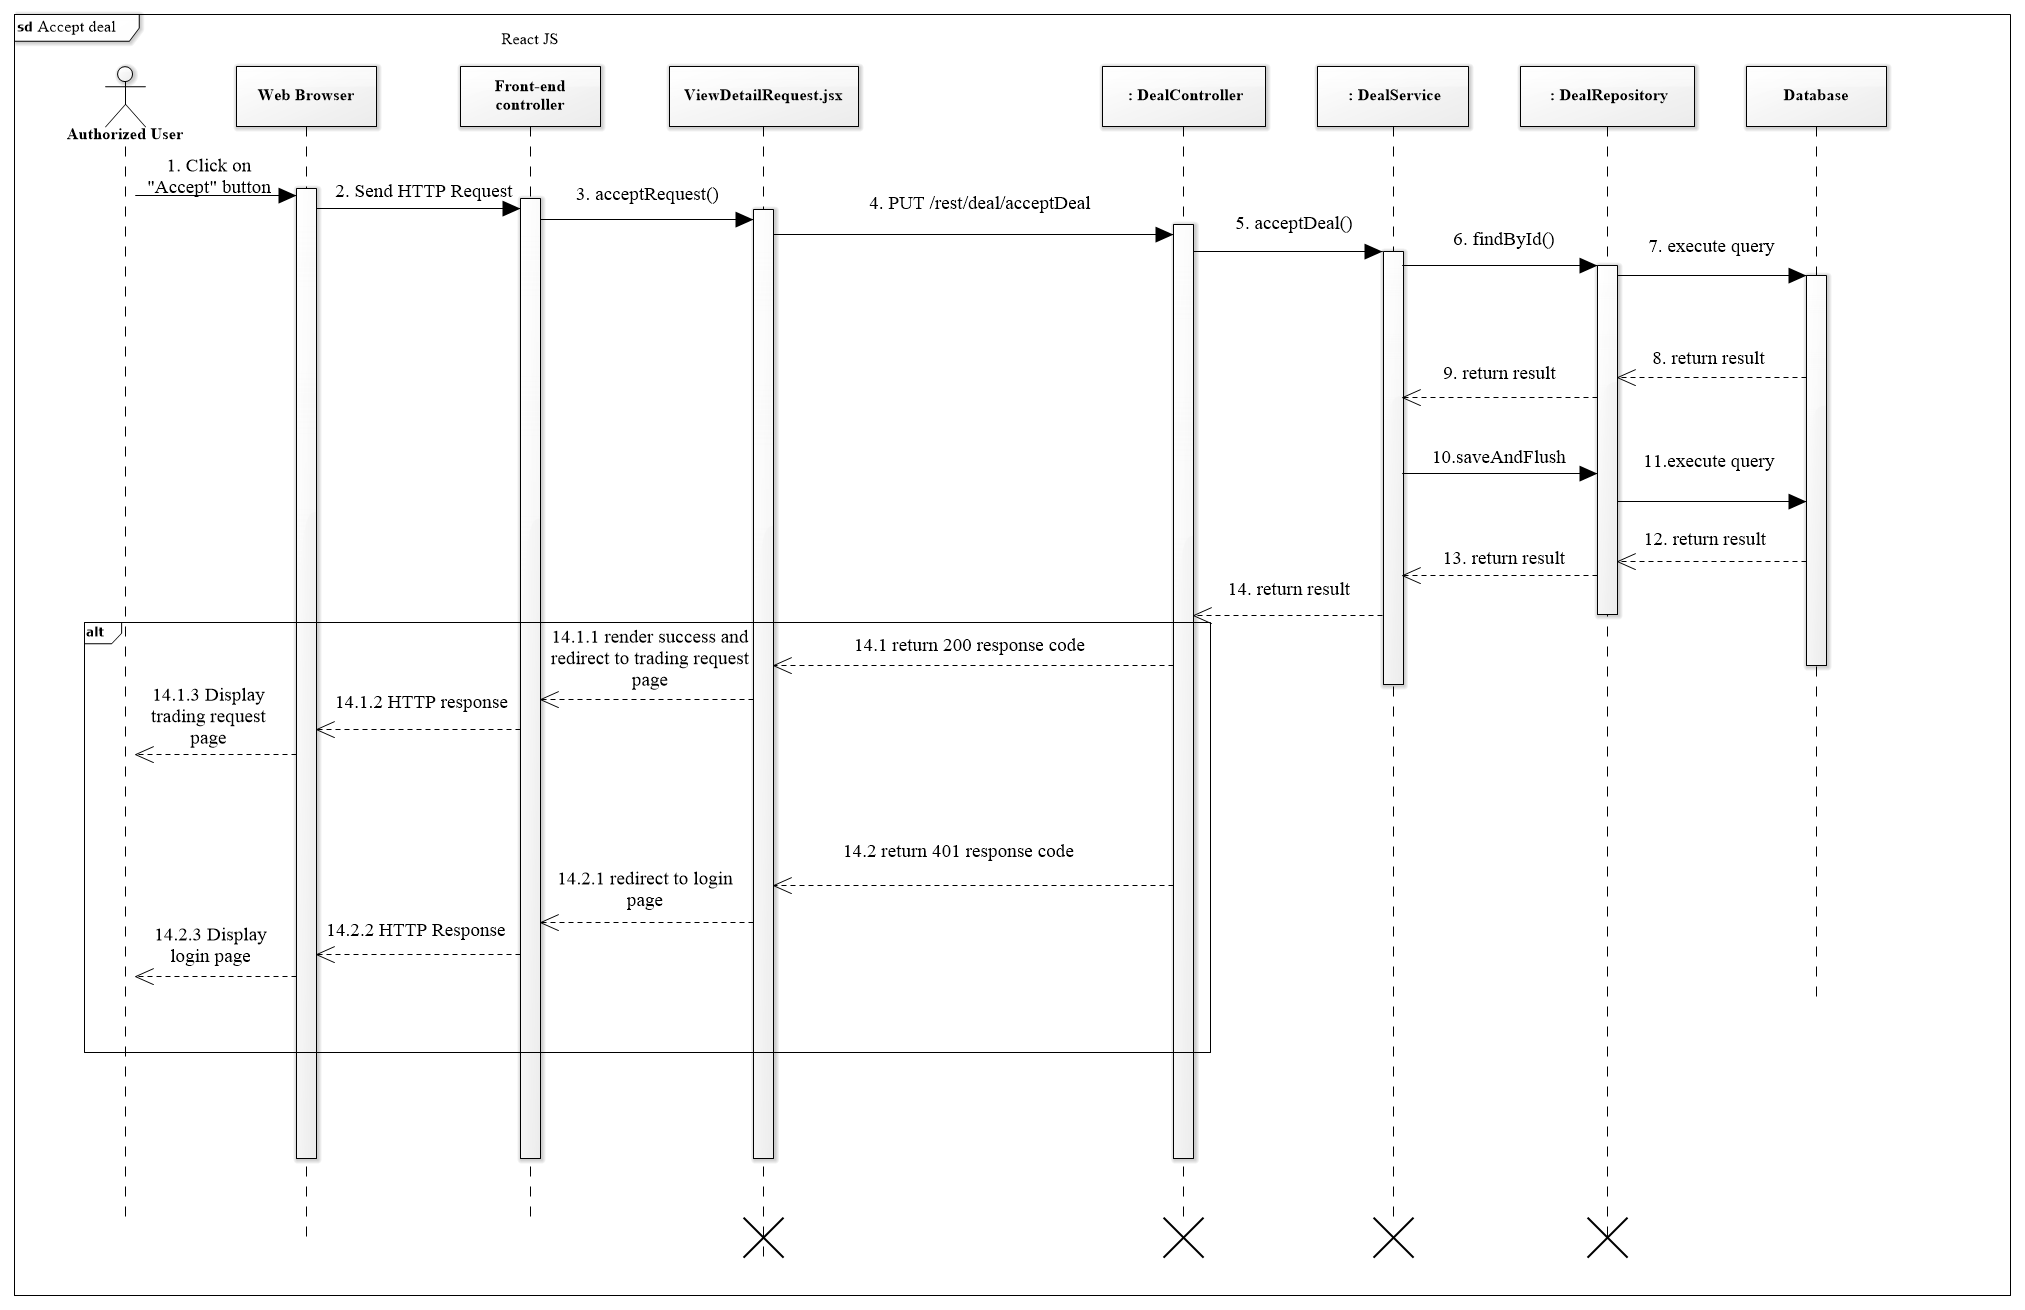 sd Accept deal
React JS
Authorized User
Web Browser
Front-end
controller
ViewDetailRequest.jsx
: DealController
: DealService
: DealRepository
Database
1. Click on
"Accept" button
2. Send HTTP Request
3. acceptRequest()
4. PUT /rest/deal/acceptDeal
5. acceptDeal()
6. findById()
7. execute query
8. return result
9. return result
10.saveAndFlush
11.execute query
12. return result
13. return result
14. return result
alt
14.1 return 200 response code
14.1.1 render success and
redirect to trading request
page
14.1.2 HTTP response
14.1.3 Display
trading request
page
14.2 return 401 response code
14.2.1 redirect to login
page
14.2.2 HTTP Response
14.2.3 Display
login page